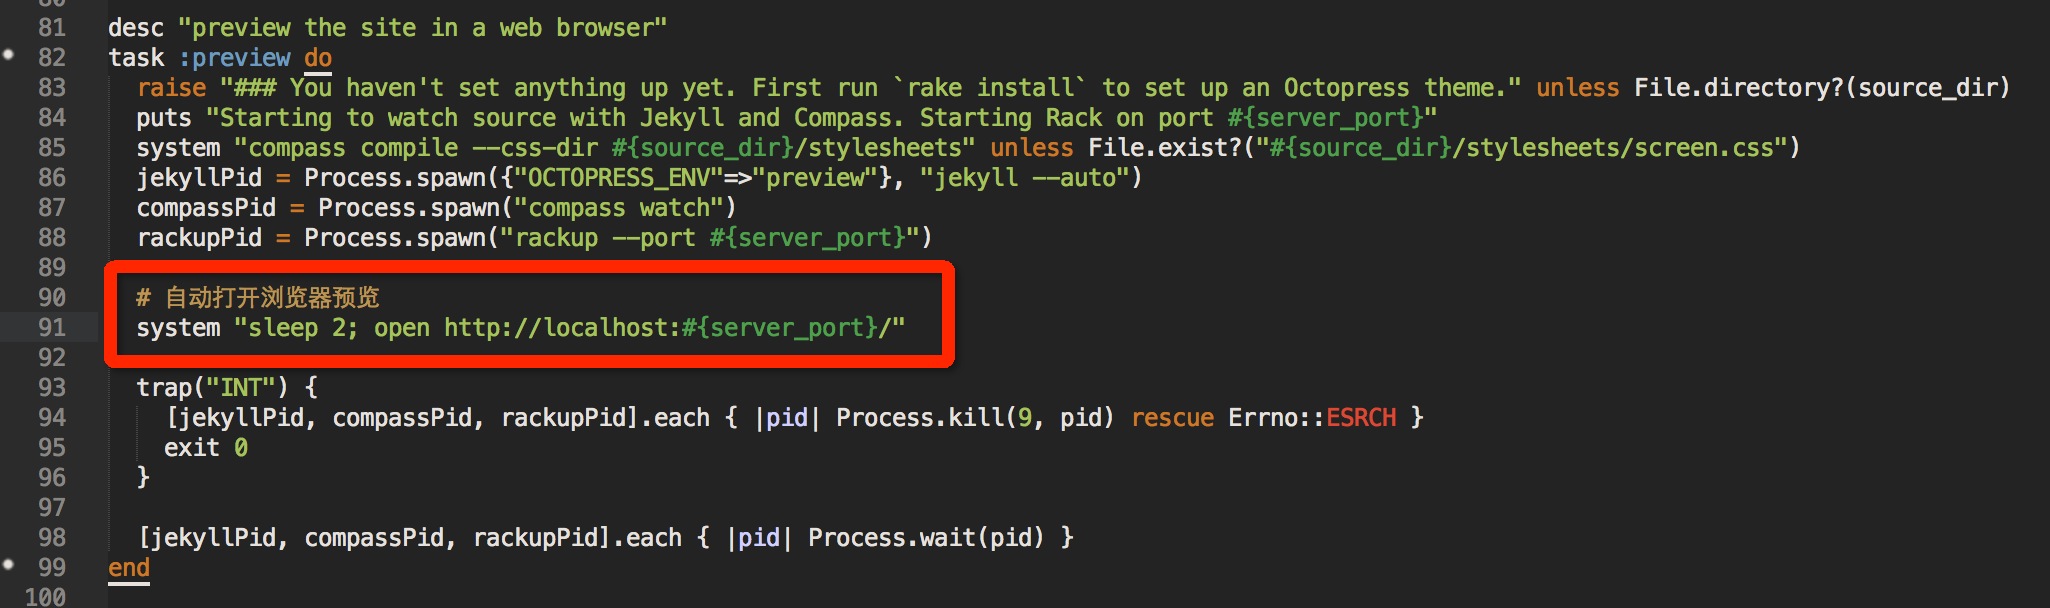 80
81 desc "preview the site in a web browser"
82 task :preview do
83 raise "### You haven't set anything up yet. First run `rake install` to set up an Octopress theme." unless File.directory?(source_dir)
84 puts "Starting to watch source with Jekyll and Compass. Starting Rack on port #{server_port}"
85 system "compass compile --css-dir #{source_dir}/stylesheets" unless File.exist?("#{source_dir}/stylesheets/screen.css")
86 jekyllPid = Process.spawn({"OCTOPRESS_ENV"=>"preview"}, "jekyll --auto")
87 compassPid = Process.spawn("compass watch")
88 rackupPid = Process.spawn("rackup --port #{server_port}")
89
90 # 自动打开浏览器预览
91 system "sleep 2; open http://localhost:#{server_port}/"
92
93 trap("INT") {
94 [jekyllPid, compassPid, rackupPid].each { |pid| Process.kill(9, pid) rescue Errno::ESRCH }
95 exit 0
96 }
97
98 [jekyllPid, compassPid, rackupPid].each { |pid| Process.wait(pid) }
99 end
100